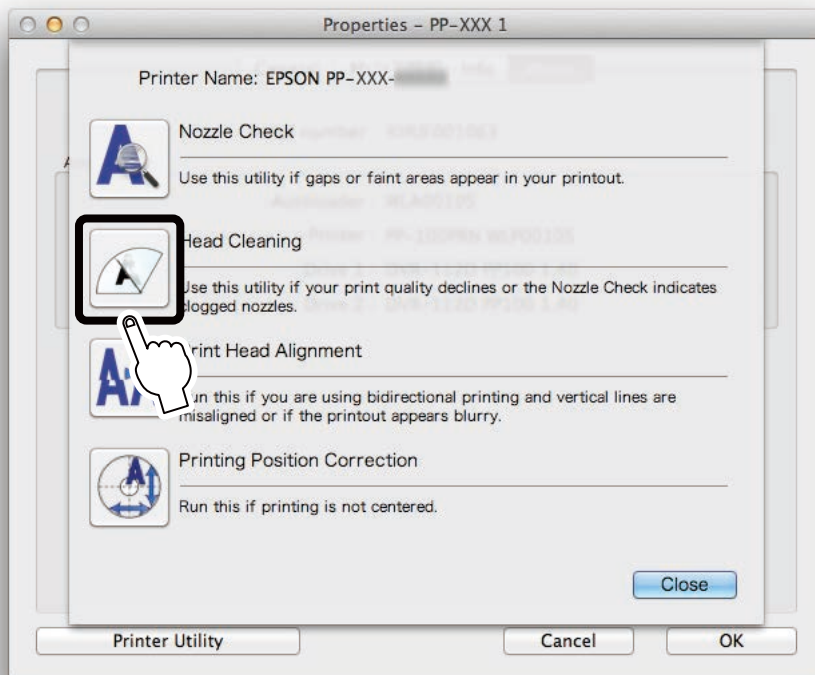 Properties – PP–XXX 1
Printer Name: EPSON PP–XXX-
Nozzle Check
Use this utility if gaps or faint areas appear in your printout.
Head Cleaning
Use this utility if your print quality declines or the Nozzle Check indicates
clogged nozzles.
Print Head Alignment
Run this if you are using bidirectional printing and vertical lines are
misaligned or if the printout appears blurry.
Printing Position Correction
Run this if printing is not centered.
Close
Printer Utility
Cancel
OK